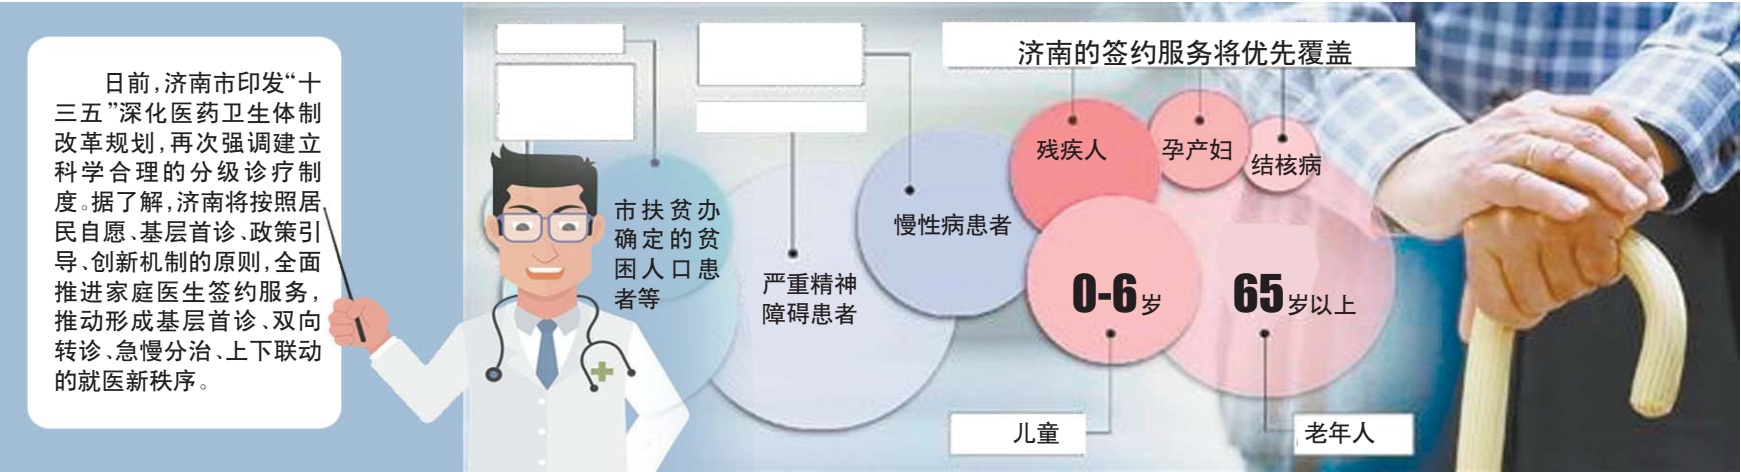 日前,济南市印发“十
三五”深化医药卫生体制
改革规划,再次强调建立
科学合理的分级诊疗制
度。据了解,济南将按照居
民自愿、基层首诊、政策引
导、创新机制的原则,全面
推进家庭医生签约服务,
推动形成基层首诊、双向
转诊、急慢分治、上下联动
的就医新秩序。
济南的签约服务将优先覆盖
市扶贫办
确定的贫
困人口患
者等
严重精神
障碍患者
慢性病患者
残疾人
孕产妇
结核病
0-6岁
65岁以上
儿童
老年人